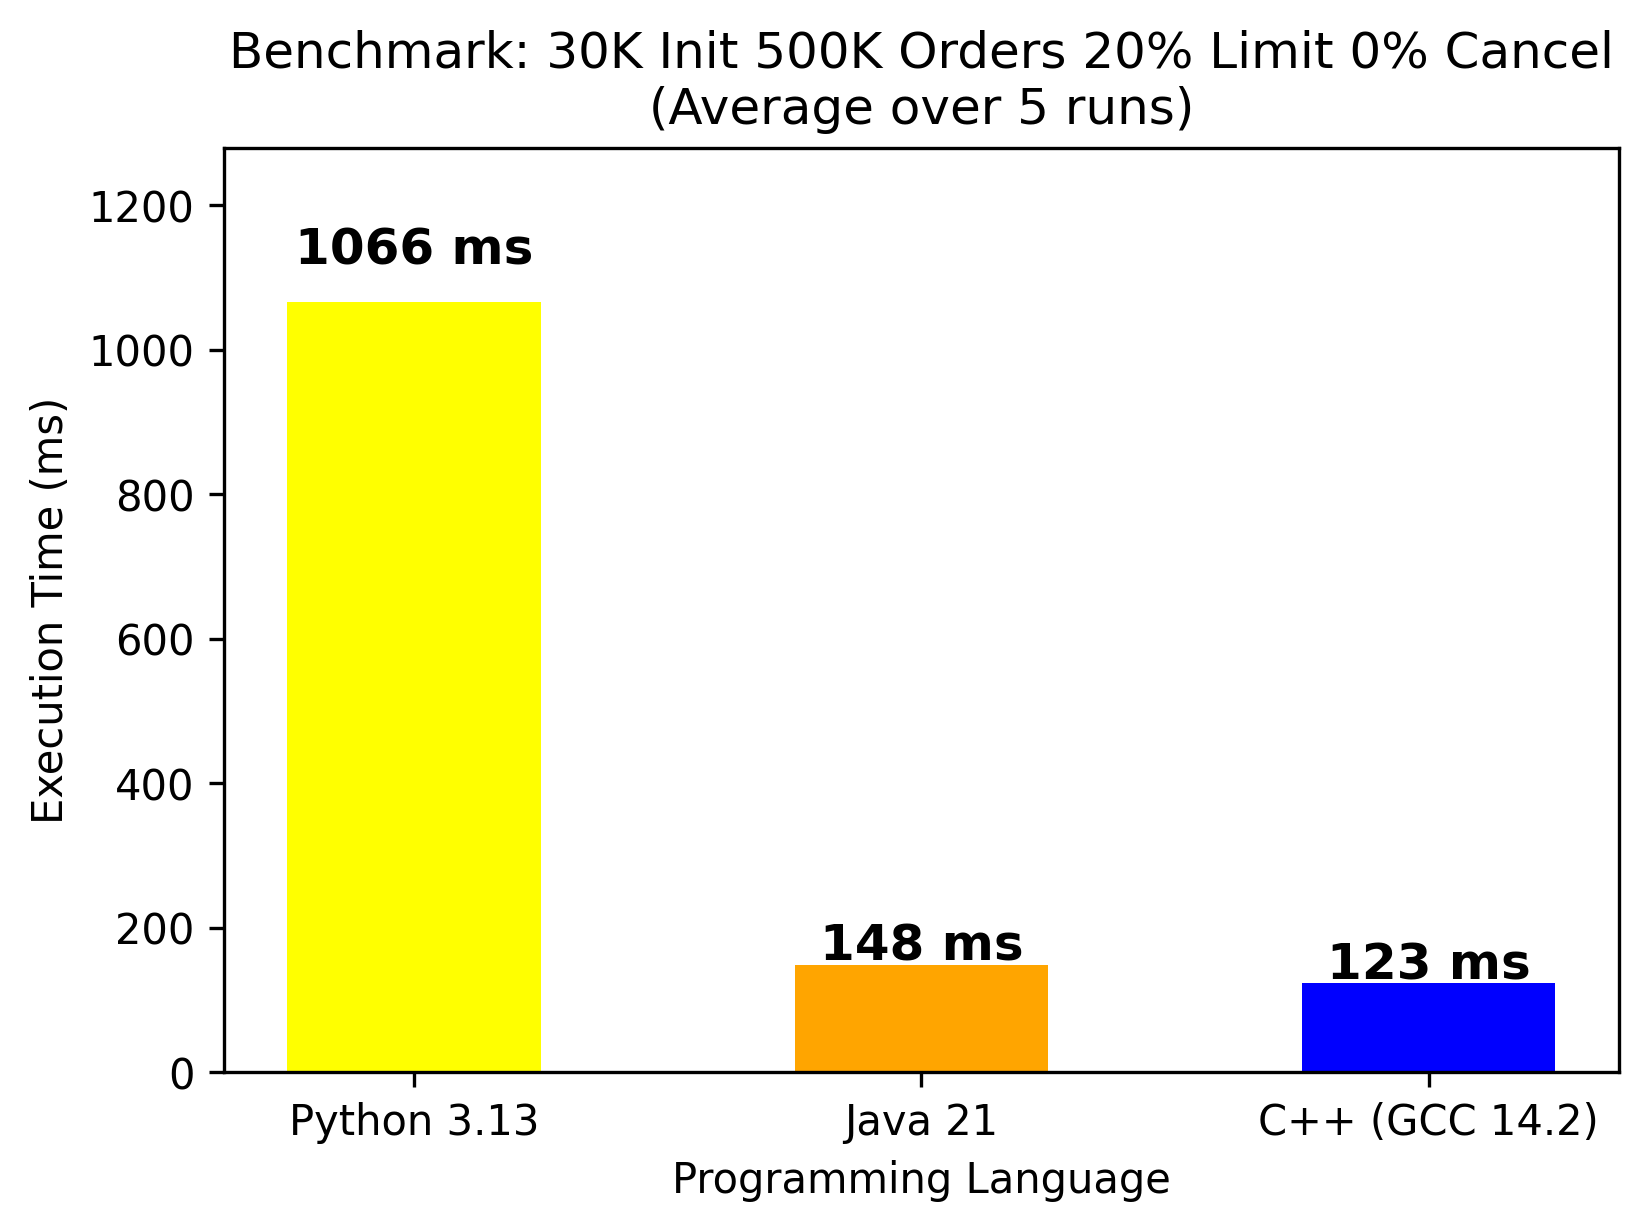 Benchmark: 30K Init 500K Orders 20% Limit 0% Cancel
(Average over 5 runs)
Execution Time (ms)
1200
1000
800
600
400
200
0
1066 ms
148 ms
123 ms
Python 3.13
Java 21
C++ (GCC 14.2)
Programming Language